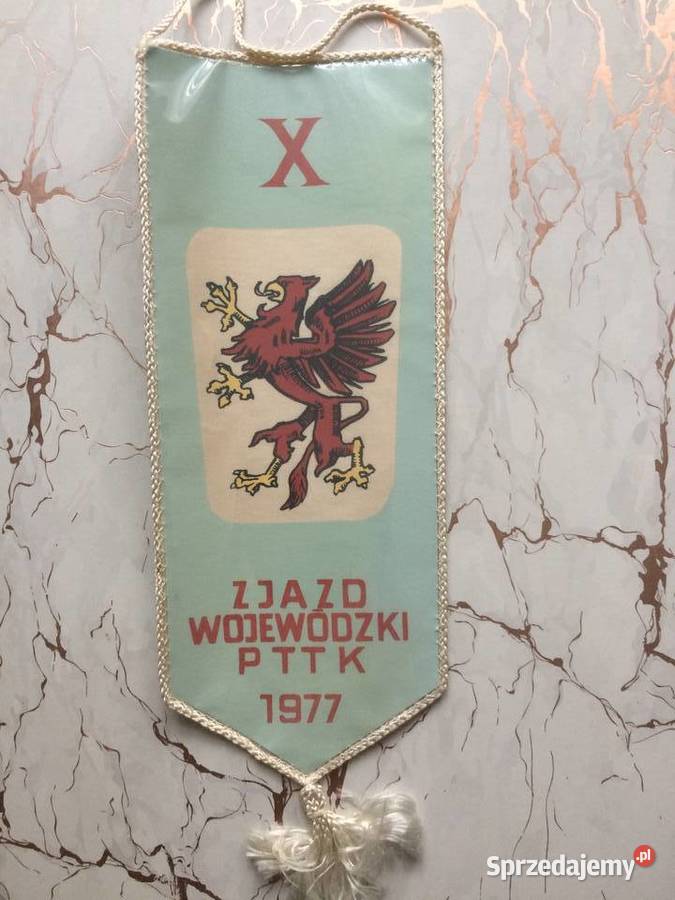 X
ZJAZD
WOJEWÓDZKI
PTTK
1977
Sprzedajemy.pl